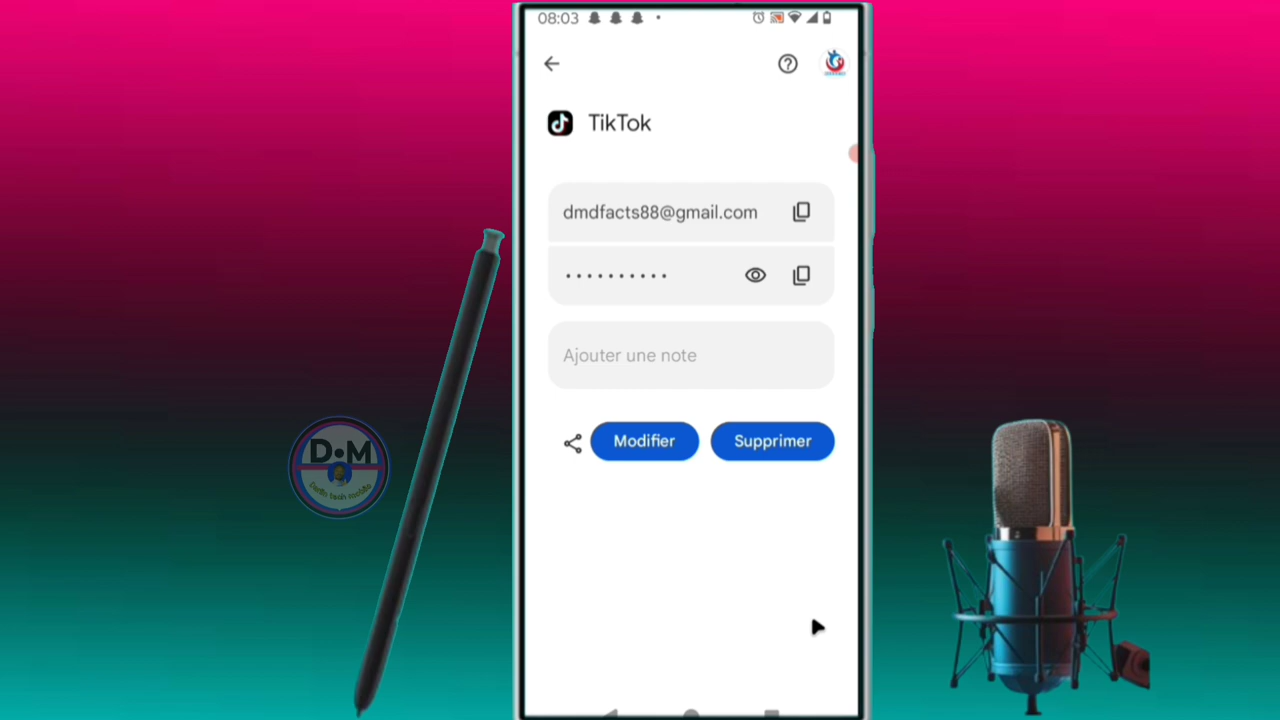 08:03
TikTok
dmdfacts88@gmail.com
Ajouter une note
Modifier
Supprimer
D•M